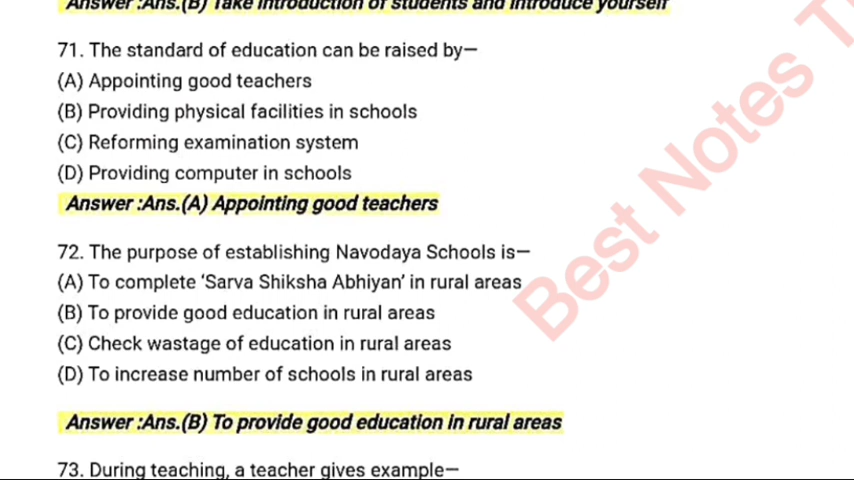 Answer :Ans.(B) Take introduction of students and introduce yourself
71. The standard of education can be raised by—
(A) Appointing good teachers
(B) Providing physical facilities in schools
(C) Reforming examination system
(D) Providing computer in schools
Answer :Ans.(A) Appointing good teachers
72. The purpose of establishing Navodaya Schools is—
(A) To complete ‘Sarva Shiksha Abhiyan’ in rural areas
(B) To provide good education in rural areas
(C) Check wastage of education in rural areas
(D) To increase number of schools in rural areas
Answer :Ans.(B) To provide good education in rural areas
73. During teaching, a teacher gives example—
Best Notes